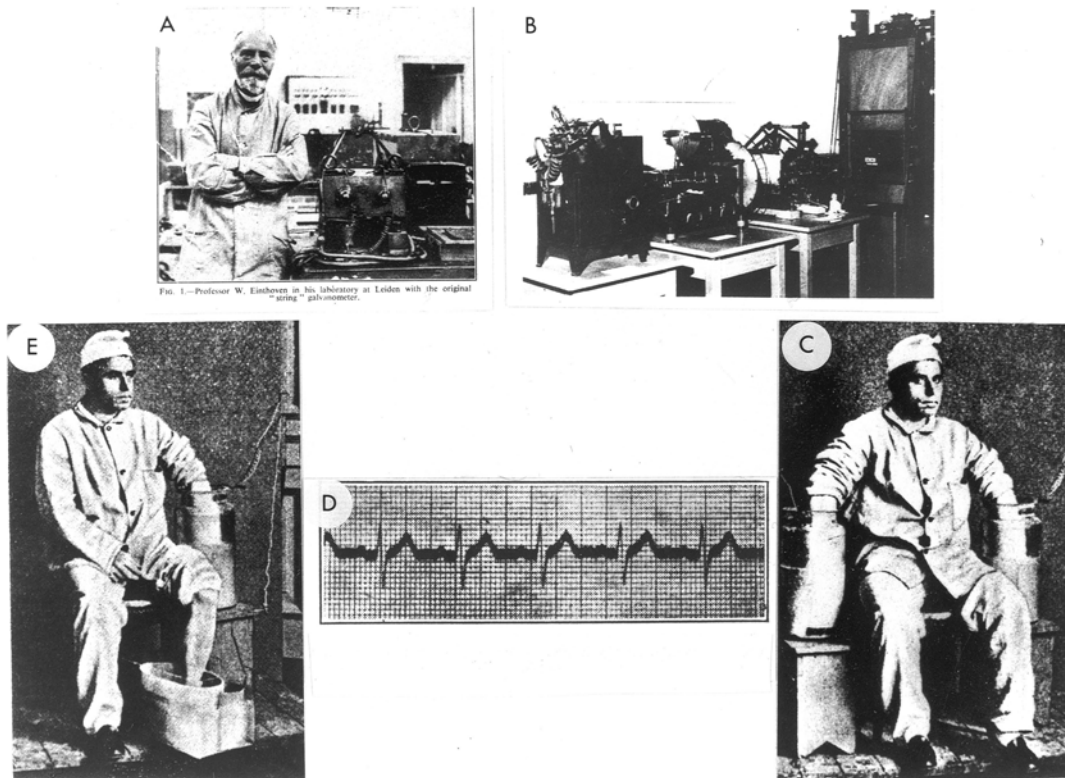 A
B
FIG. 1.—Professor W. Einthoven in his laboratory at Leiden with the original
"string" galvanometer.
E
C
D